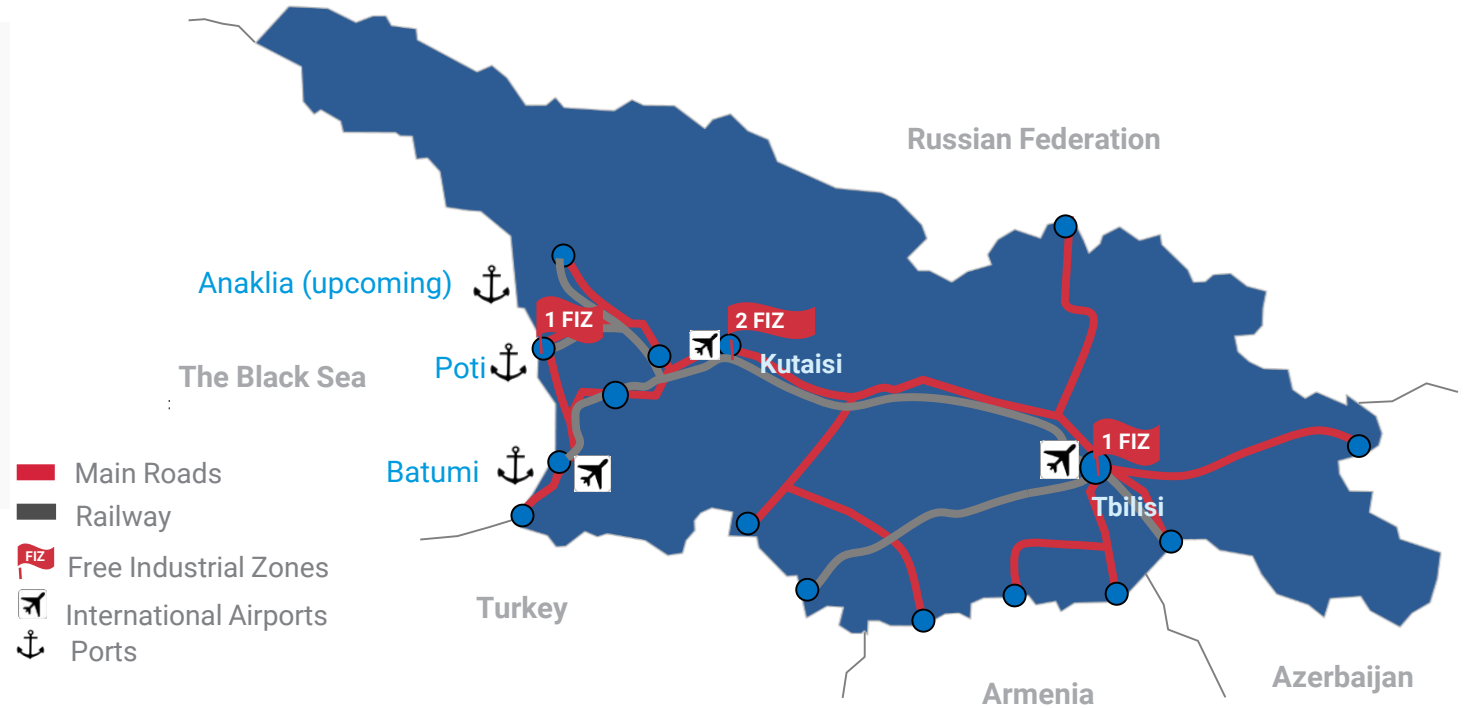 Russian Federation
Anaklia (upcoming)
1 FIZ
2 FIZ
Poti
Kutaisi
The Black Sea
:
1 FIZ
Batumi
Tbilisi
Main Roads
Railway
FIZ
Free Industrial Zones
International Airports
Ports
Turkey
Armenia
Azerbaijan